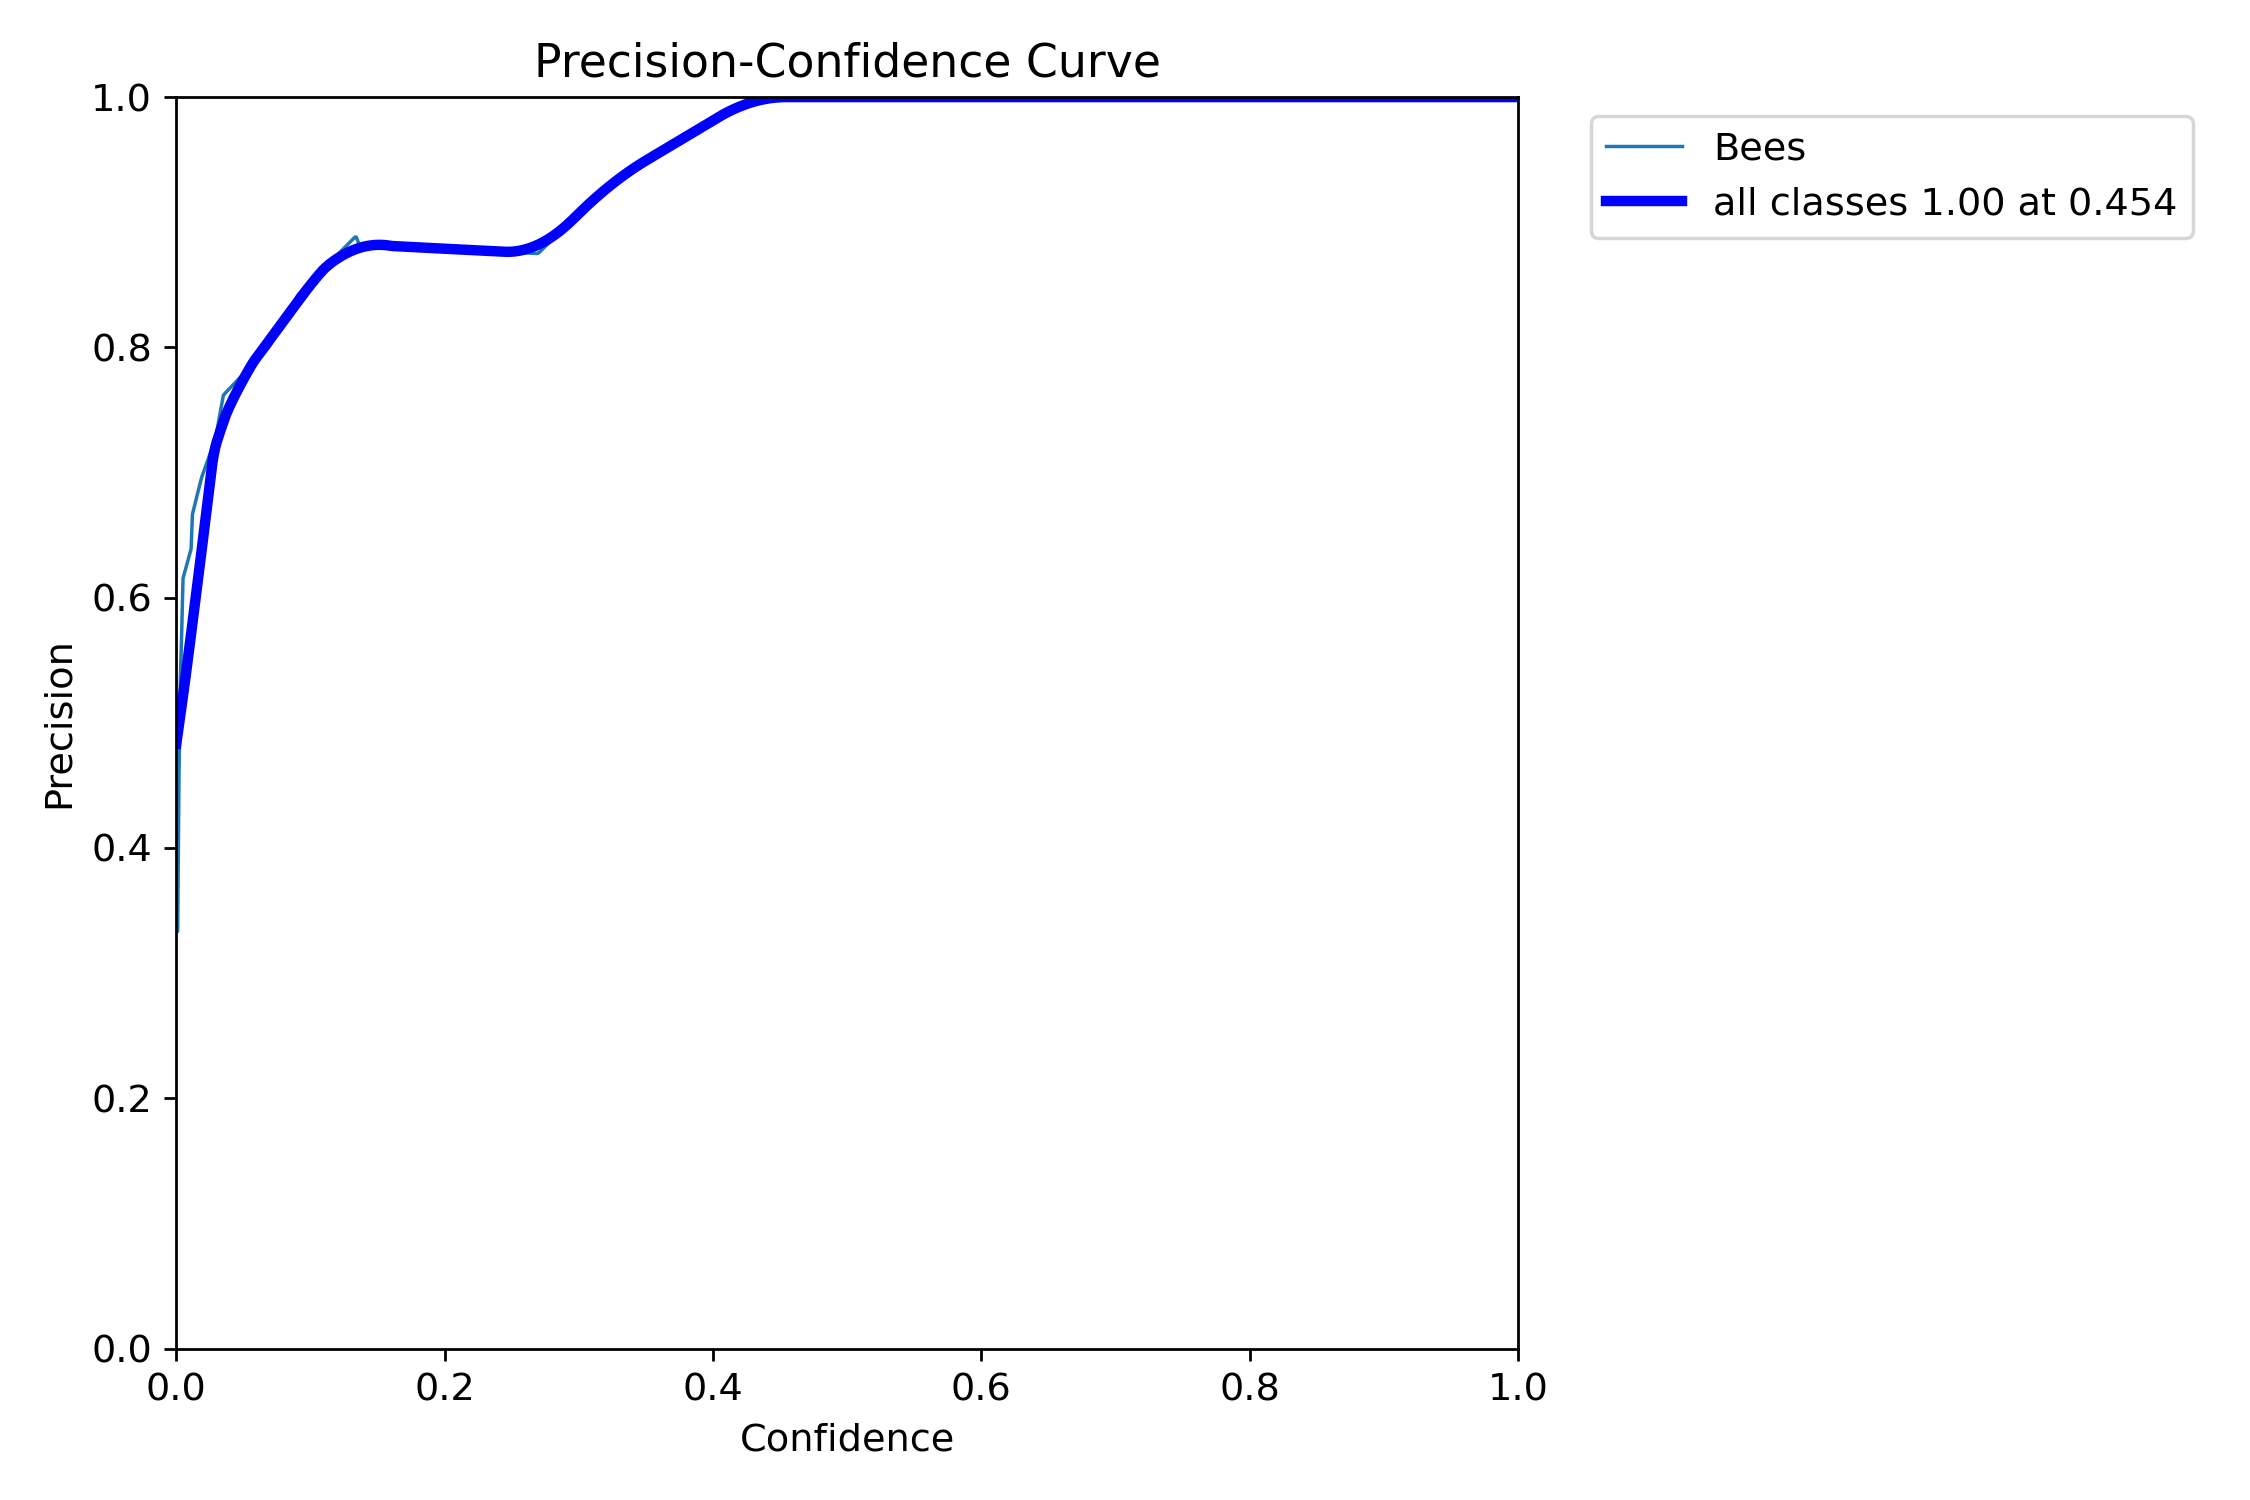 Precision-Confidence Curve
1.0
0.8
0.6
0.4
0.2
0.0
Precision
0.0 0.2 0.4 0.6 0.8 1.0
Confidence
Bees
all classes 1.00 at 0.454